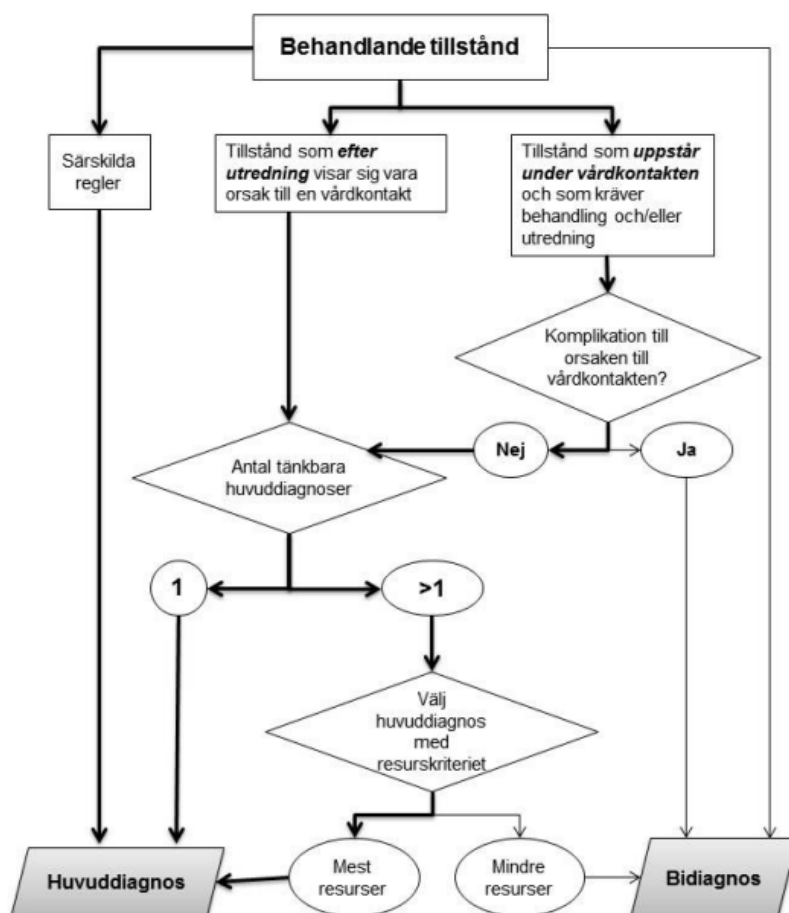 Behandlande tillstånd
Särskilda
regler
Tillstånd som efter
utredning visar sig vara
orsak till en vårdkontakt
Tillstånd som uppstår
under vårdkontakten
och som kräver
behandling och/eller
utredning
Komplikation till
orsaken till
vårdkontakten?
Nej
Ja
Antal tänkbara
huvuddiagnoser
1
>1
Välj
huvuddiagnos
med
resurskriteriet
Mest
resurser
Mindre
resurser
Huvuddiagnos
Bidiagnos